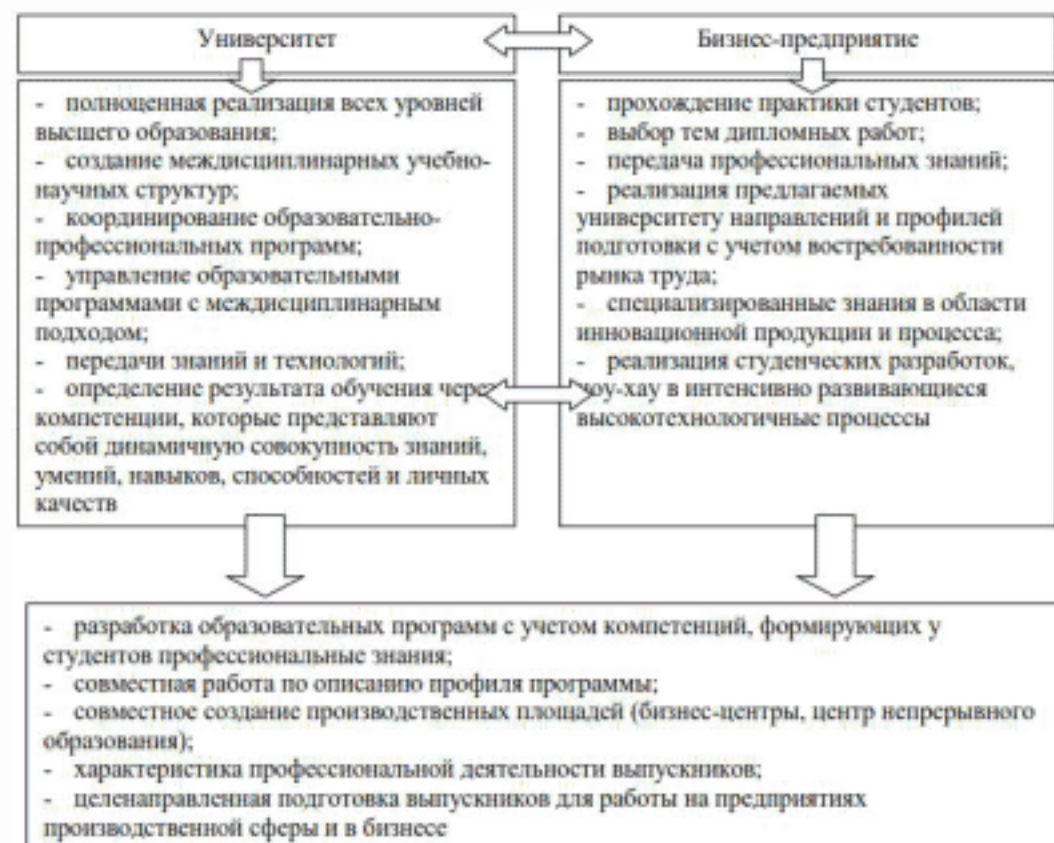 Университет
Бизнес-предприятие
- полноценная реализация всех уровней
высшего образования;
- создание междисциплинарных учебно-
научных структур;
- координирование образовательно-
профессиональных программ;
- управление образовательными
программами с междисциплинарным
подходом;
- передачи знаний и технологий;
- определение результата обучения чере
компетенции, которые представляют
собой динамичную совокупность знаний,
умений, навыков, способностей и личных
качеств
- прохождение практики студентов;
- выбор тем дипломных работ;
- передача профессиональных знаний;
- реализация предлагаемых
университету направлений и профилей
подготовки с учетом востребованности
рынка труда;
- специализированные знания в области
инновационной продукции и процесса;
- реализация студенческих разработок,
ноу-хау в интенсивно развивающиеся
высокотехнологичные процессы
- разработка образовательных программ с учетом компетенций, формирующих у
студентов профессиональные знания;
- совместная работа по описанию профиля программы;
- совместное создание производственных площадей (бизнес-центры, центр непрерывного
образования);
- характеристика профессиональной деятельности выпускников;
- целенаправленная подготовка выпускников для работы на предприятиях
производственной сферы и в бизнесе